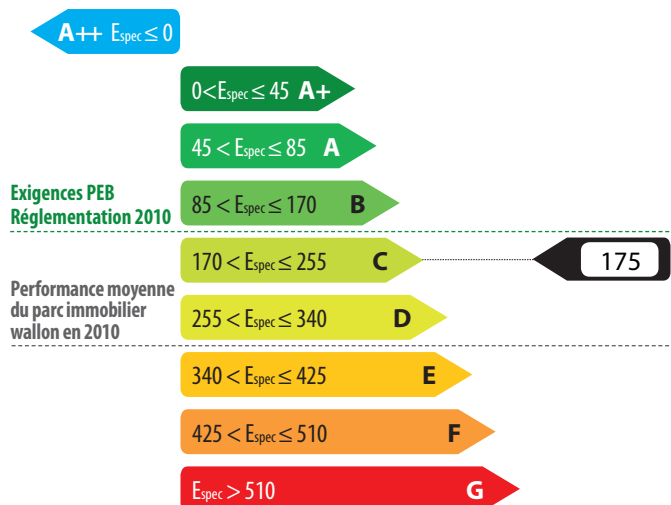 A++ Espec ≤ 0
0<Espec ≤ 45 A+
45 < Espec ≤ 85 A
Exigences PEB
Réglementation 2010
85 < Espec ≤ 170 B
170 < Espec ≤ 255 C
175
Performance moyenne
du parc immobilier
wallon en 2010
255 < Espec ≤ 340 D
340 < Espec ≤ 425 E
425 < Espec ≤ 510 F
Espec > 510 G